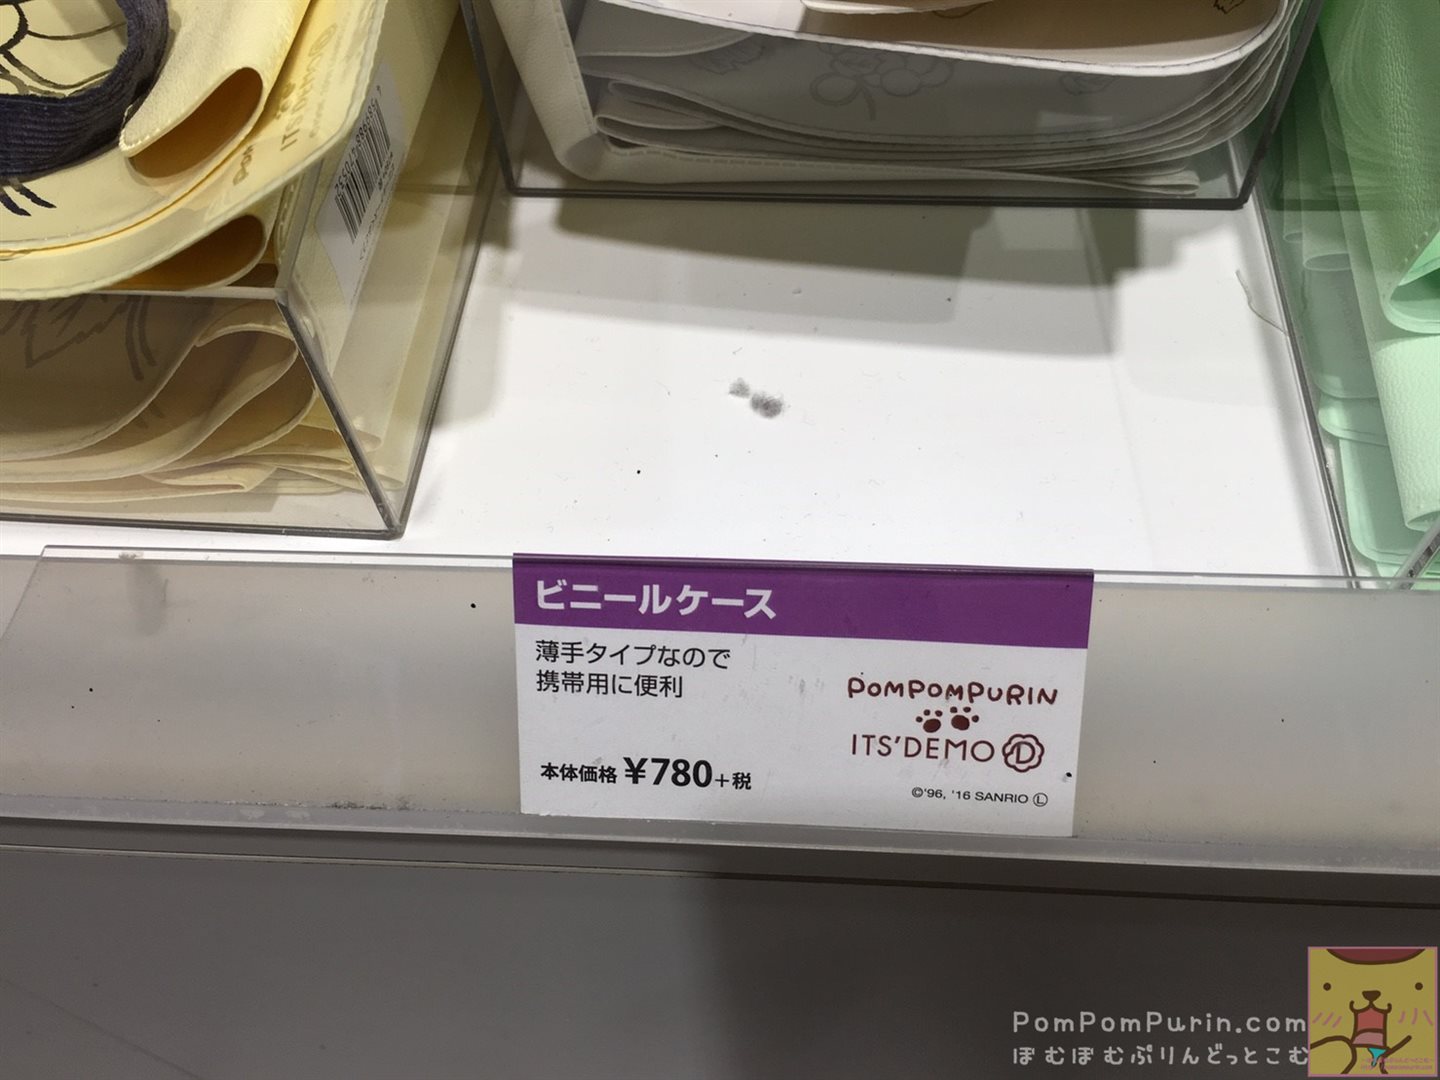 ITS'DEMO
ビニールケース
薄手タイプなので
携帯用に便利
本体価格 ¥780+税
POMPOMPURIN
ITS'DEMO D
©'96, '16 SANRIO Ⓛ
PomPomPurin.com
ぽむぽむぷりんどっとこむ